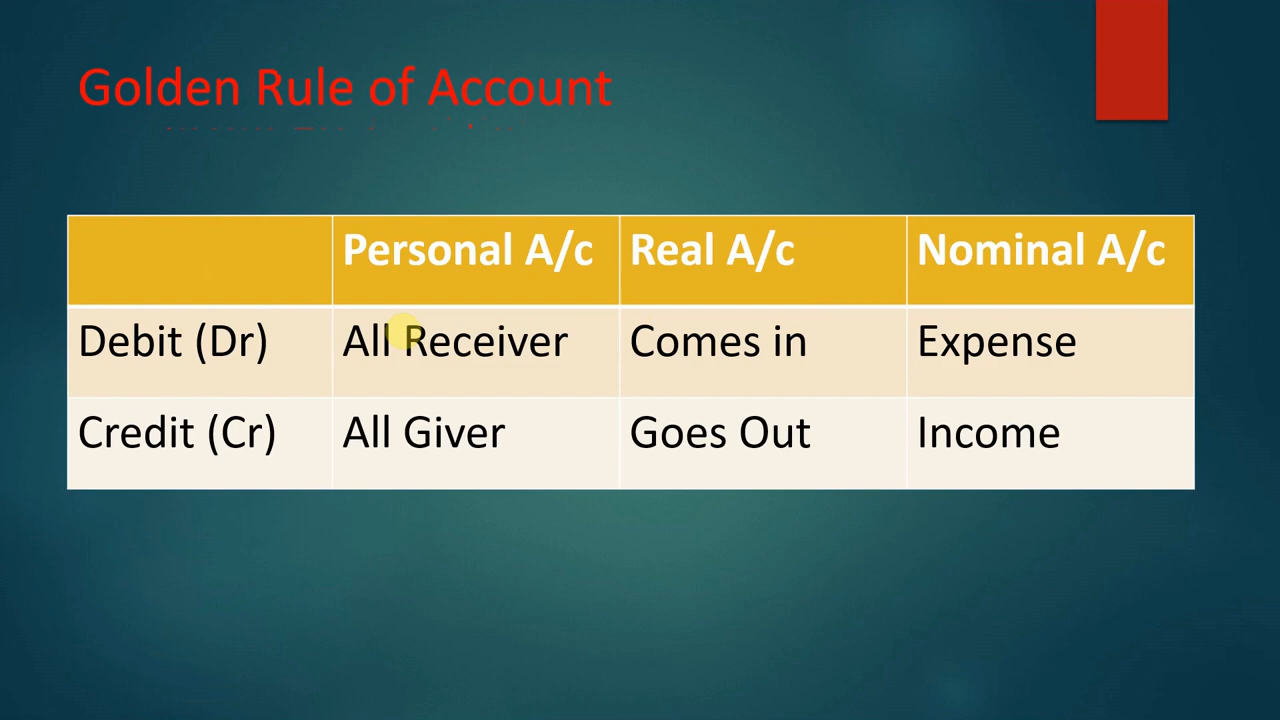 Golden Rule of Account
Personal A/c Real A/c Nominal A/c
Debit (Dr) All Receiver Comes in Expense
Credit (Cr) All Giver Goes Out Income